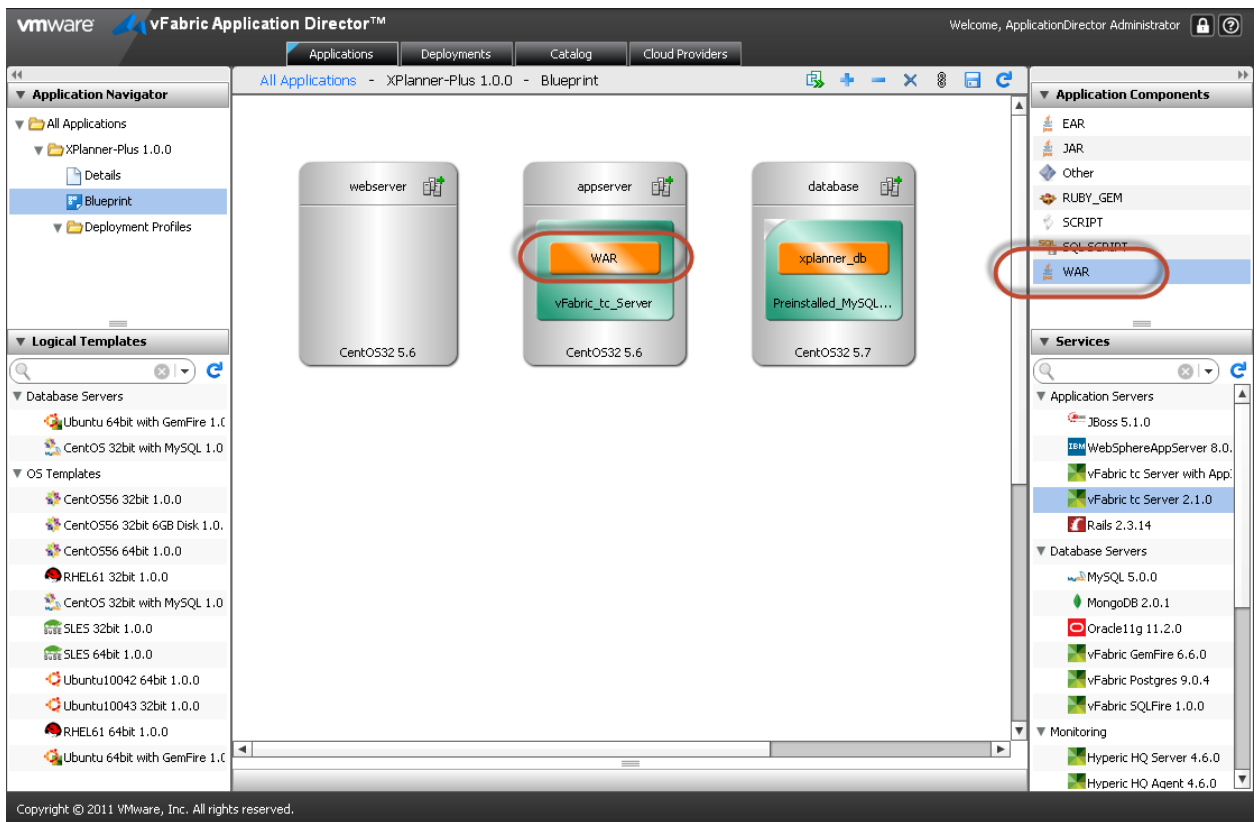 vmware vFabric Application Director™
Welcome, ApplicationDirector Administrator
Applications Deployments Catalog Cloud Providers
Application Navigator
All Applications
XPlanner-Plus 1.0.0
Details
Blueprint
Deployment Profiles
Logical Templates
Database Servers
Ubuntu 64bit with GemFire 1.
CentOS 32bit with MySQL 1.0
OS Templates
CentOS56 32bit 1.0.0
CentOS56 32bit 6GB Disk 1.0.
CentOS56 64bit 1.0.0
RHEL61 32bit 1.0.0
CentOS 32bit with MySQL 1.0
SLES 32bit 1.0.0
SLES 64bit 1.0.0
Ubuntu10042 64bit 1.0.0
Ubuntu10043 32bit 1.0.0
RHEL61 64bit 1.0.0
Ubuntu 64bit with GemFire 1.
All Applications - XPlanner-Plus 1.0.0 - Blueprint
webserver
CentOS32 5.6
appserver
WAR
vFabric_tc_Server
CentOS32 5.6
database
xplanner_db
Preinstalled_MySQL...
CentOS32 5.7
Application Components
EAR
JAR
Other
RUBY_GEM
SCRIPT
SQL SCRIPT
WAR
Services
Application Servers
JBoss 5.1.0
IBM WebSphereAppServer 8.0.
vFabric tc Server with App
vFabric tc Server 2.1.0
Rails 2.3.14
Database Servers
MySQL 5.0.0
MongoDB 2.0.1
Oracle11g 11.2.0
vFabric GemFire 6.6.0
vFabric Postgres 9.0.4
vFabric SQLFire 1.0.0
Monitoring
Hyperic HQ Server 4.6.0
Hyperic HQ Agent 4.6.0
Copyright © 2011 VMware, Inc. All rights reserved.